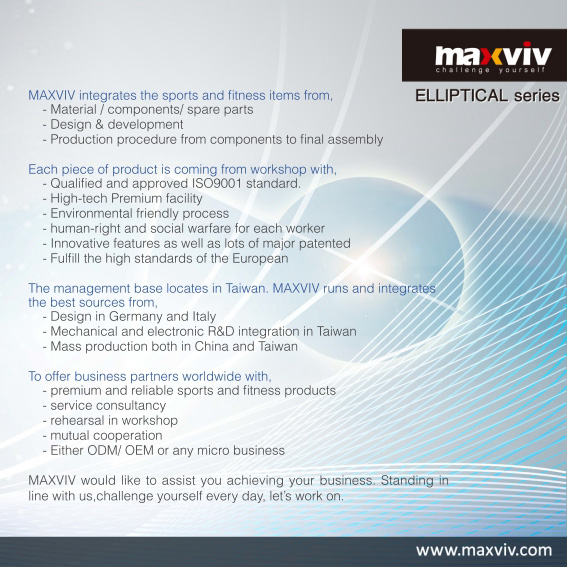 maxviv
challenge yourself
ELLIPTICAL series
MAXVIV integrates the sports and fitness items from,
- Material / components/ spare parts
- Design & development
- Production procedure from components to final assembly
Each piece of product is coming from workshop with,
- Qualified and approved ISO9001 standard.
- High-tech Premium facility
- Environmental friendly process
- human-right and social warfare for each worker
- Innovative features as well as lots of major patented
- Fulfill the high standards of the European
The management base locates in Taiwan. MAXVIV runs and integrates
the best sources from,
- Design in Germany and Italy
- Mechanical and electronic R&D integration in Taiwan
- Mass production both in China and Taiwan
To offer business partners worldwide with,
- premium and reliable sports and fitness products
- service consultancy
- rehearsal in workshop
- mutual cooperation
- Either ODM/ OEM or any micro business
MAXVIV would like to assist you achieving your business. Standing in
line with us,challenge yourself every day, let's work on.
www.maxviv.com